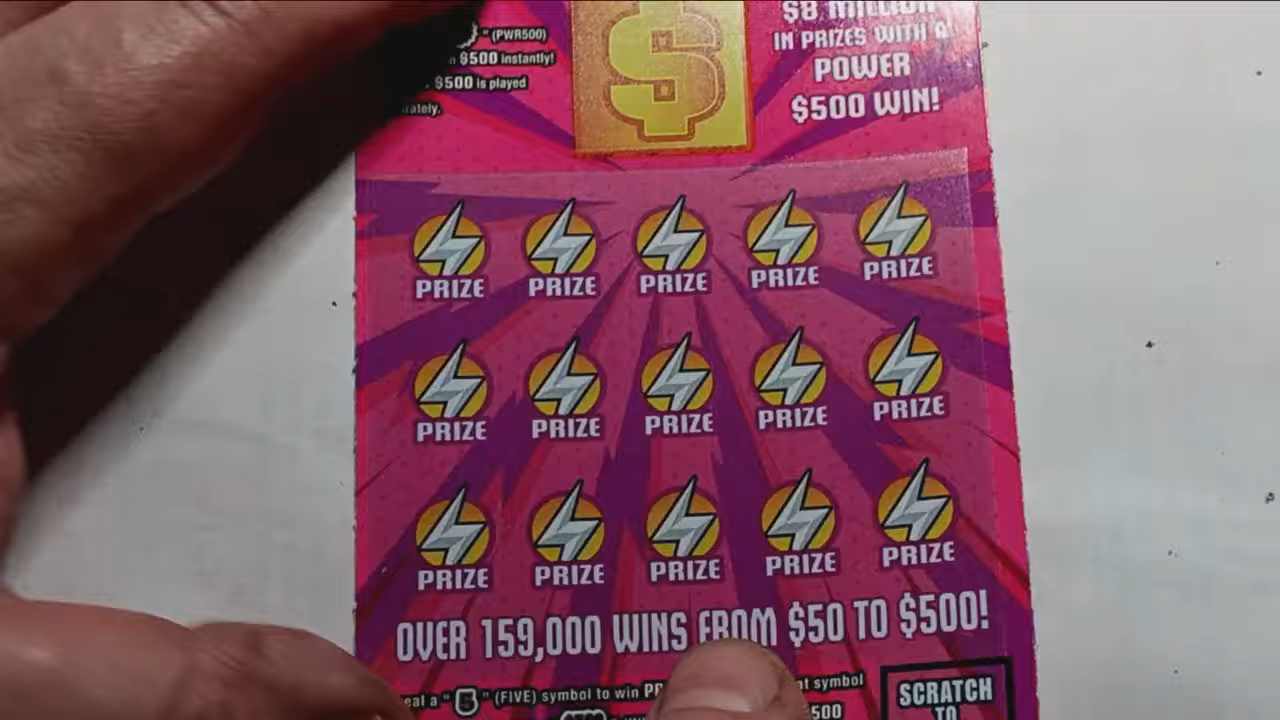 " (PWR500)
$500 instantly!
$500 is played
$8 MILLION
IN PRIZES WITH A
POWER
$500 WIN!
$
PRIZE PRIZE PRIZE PRIZE PRIZE
PRIZE PRIZE PRIZE PRIZE PRIZE
PRIZE PRIZE PRIZE PRIZE PRIZE
OVER 159,000 WINS FROM $50 TO $500!
" 5 " (FIVE) symbol to win
symbol
500
SCRATCH
TO